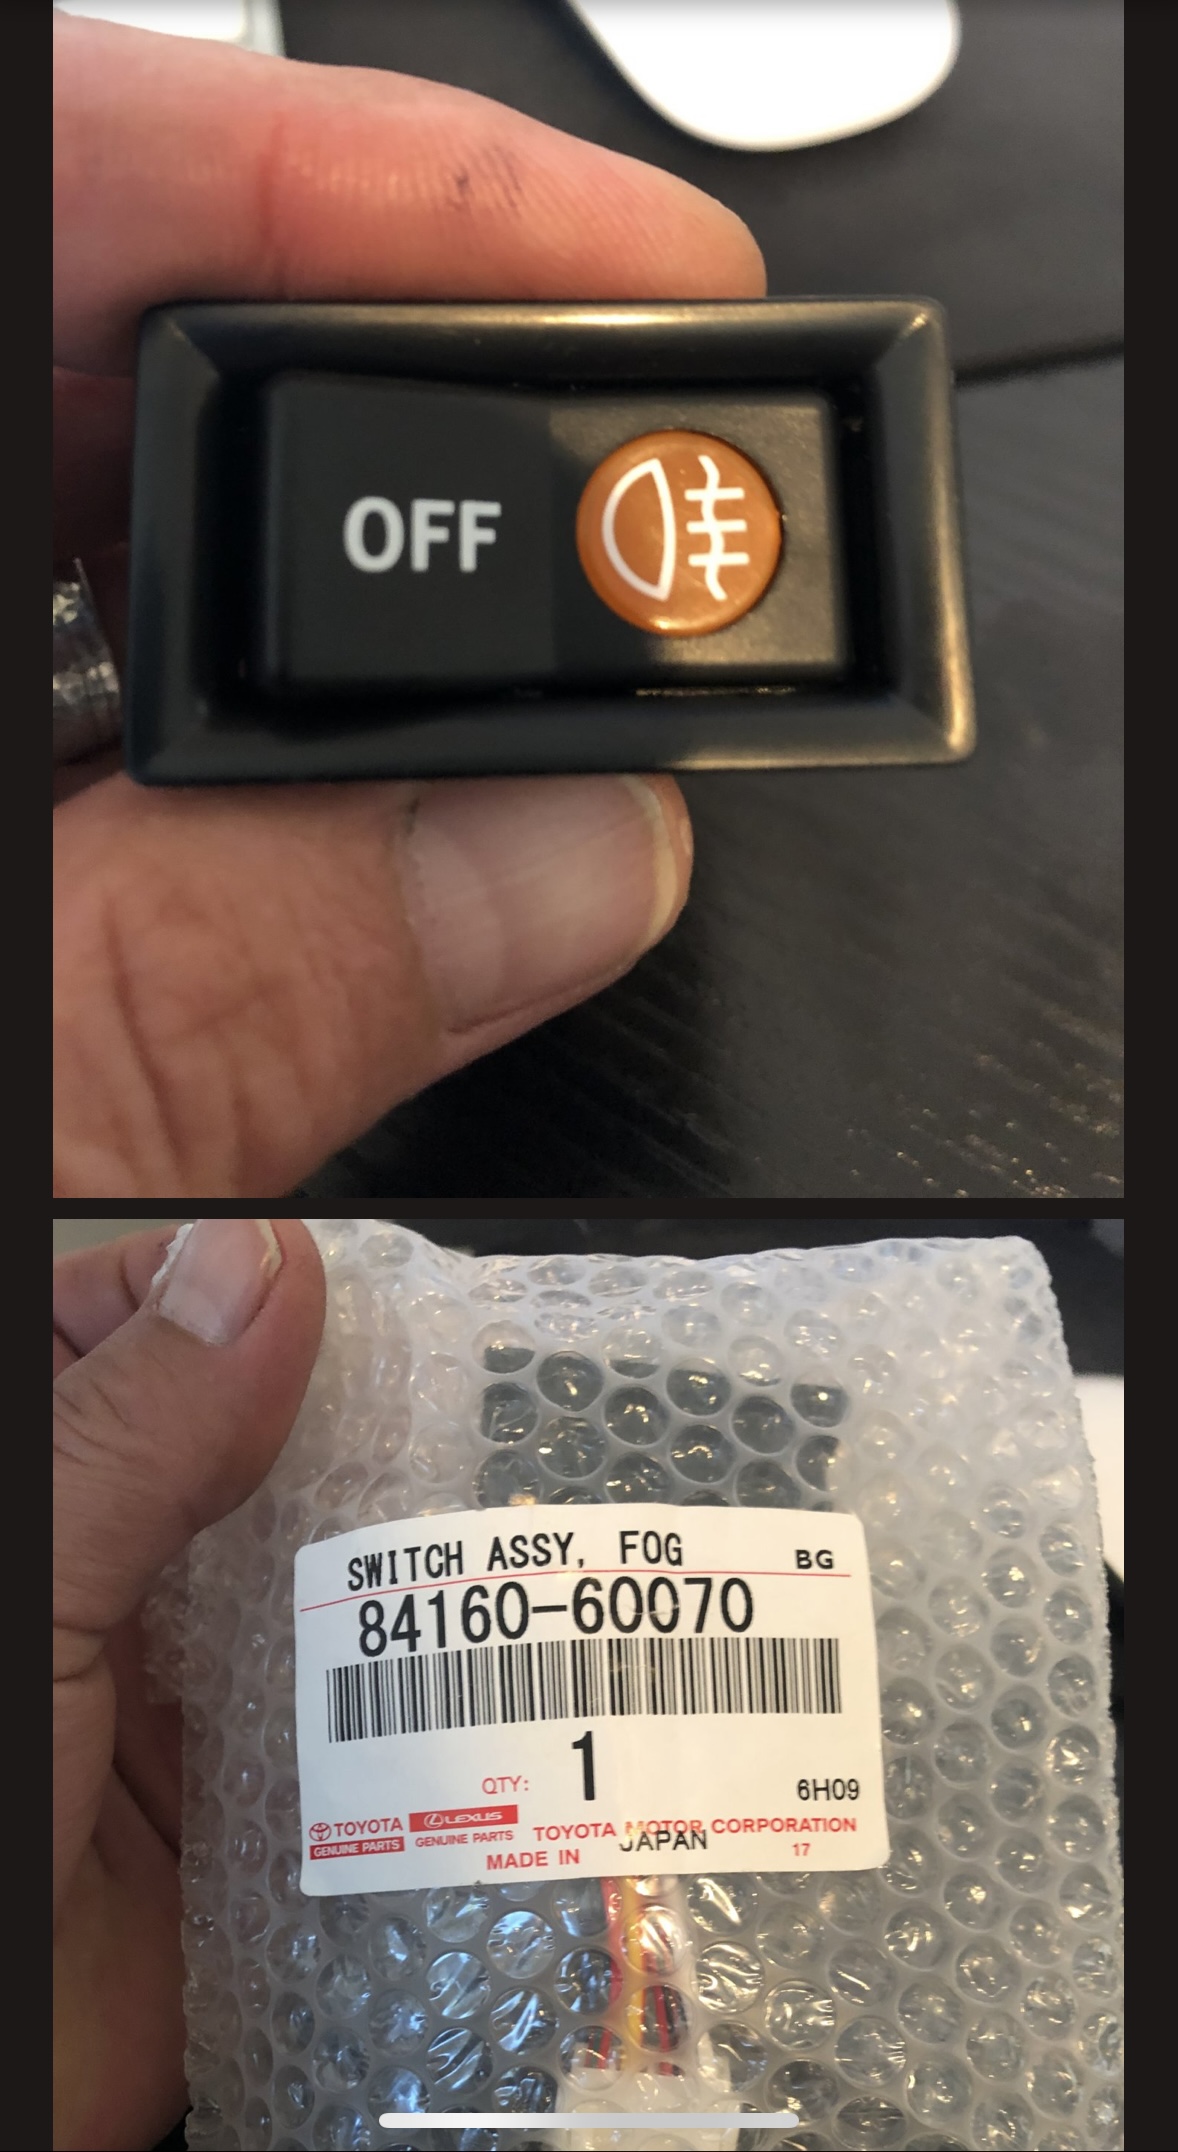 OFF
SWITCH ASSY, FOG BG
84160-60070
QTY: 1 6H09
TOYOTA LEXUS
GENUINE PARTS GENUINE PARTS TOYOTA MOTOR CORPORATION
MADE IN JAPAN 17